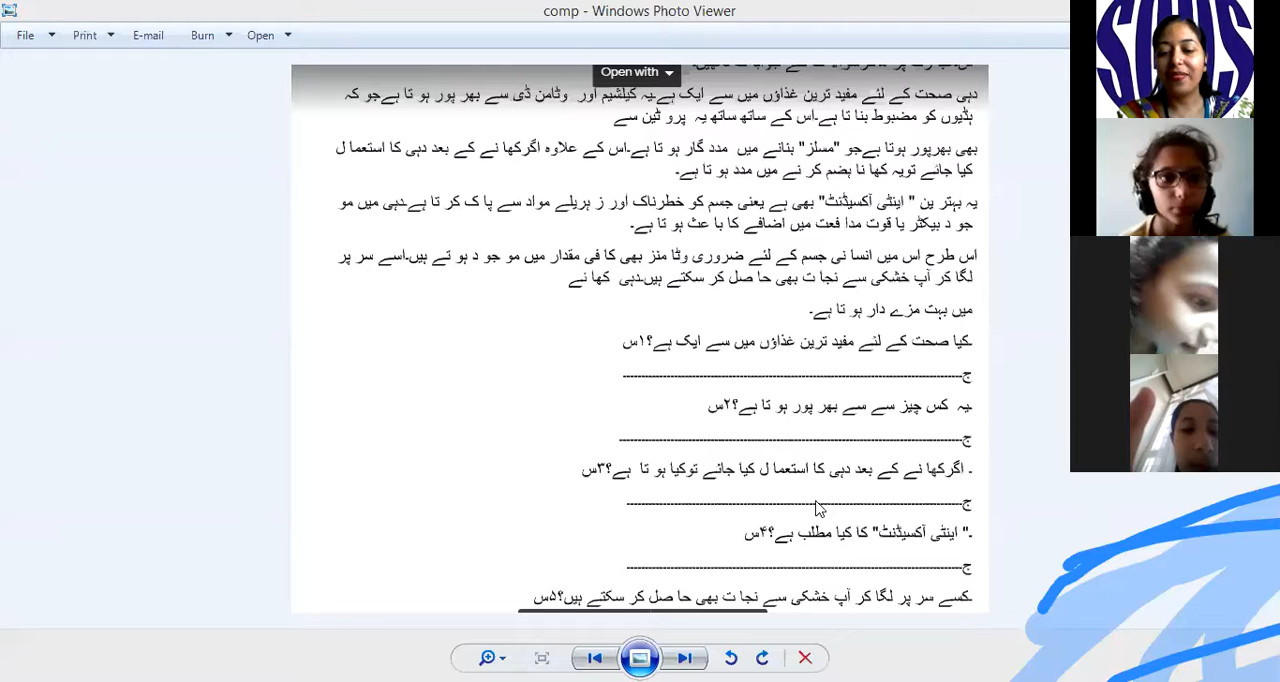 comp - Windows Photo Viewer
File Print E-mail Burn Open
Open with
دہی صحت کے لئے مفید ترین غذاؤں میں سے ایک ہے۔یہ کیلشیم اور وٹامن ڈی سے بھر پور ہو تا ہےجو کہ
ہڈیوں کو مضبوط بنا تا ہے۔اس کے ساتھ ساتھ یہ پرو ٹین سے
بھی بھرپور ہوتا ہےجو "مسلز" بنانے میں مدد گار ہو تا ہے۔اس کے علاوہ اگرکھا نے کے بعد دہی کا استعما ل
کیا جائے تویہ کھا نا ہضم کر نے میں مدد ہو تا ہے۔
یہ بہتر ین " اینٹی آکسیڈنٹ" بھی ہے یعنی جسم کو خطرناک اور ز ہریلے مواد سے پا ک کر تا ہے۔دہی میں مو
جو د بیکٹر یا قوت مدا فعت میں اضافے کا با عث ہو تا ہے۔
اس طرح اس میں انسا نی جسم کے لئے ضروری وٹا منز بھی کا فی مقدار میں مو جو د ہو تے ہیں۔اسے سر پر
لگا کر آپ خشکی سے نجا ت بھی حا صل کر سکتے ہیں۔دہی کھا نے
میں بہت مزے دار ہو تا ہے۔
۔کیا صحت کے لئے مفید ترین غذاؤں میں سے ایک ہے؟۱س
ج-------------------------------------------------------
۔یہ کس چیز سے سے بھر پور ہو تا ہے؟۲س
ج-------------------------------------------------------
۔ اگرکھا نے کے بعد دہی کا استعما ل کیا جائے توکیا ہو تا ہے؟۳س
ج-------------------------------------------------------
۔" اینٹی آکسیڈنٹ" کا کیا مطلب ہے؟۴س
ج-------------------------------------------------------
۔کسے سر پر لگا کر آپ خشکی سے نجا ت بھی حا صل کر سکتے ہیں؟۵س